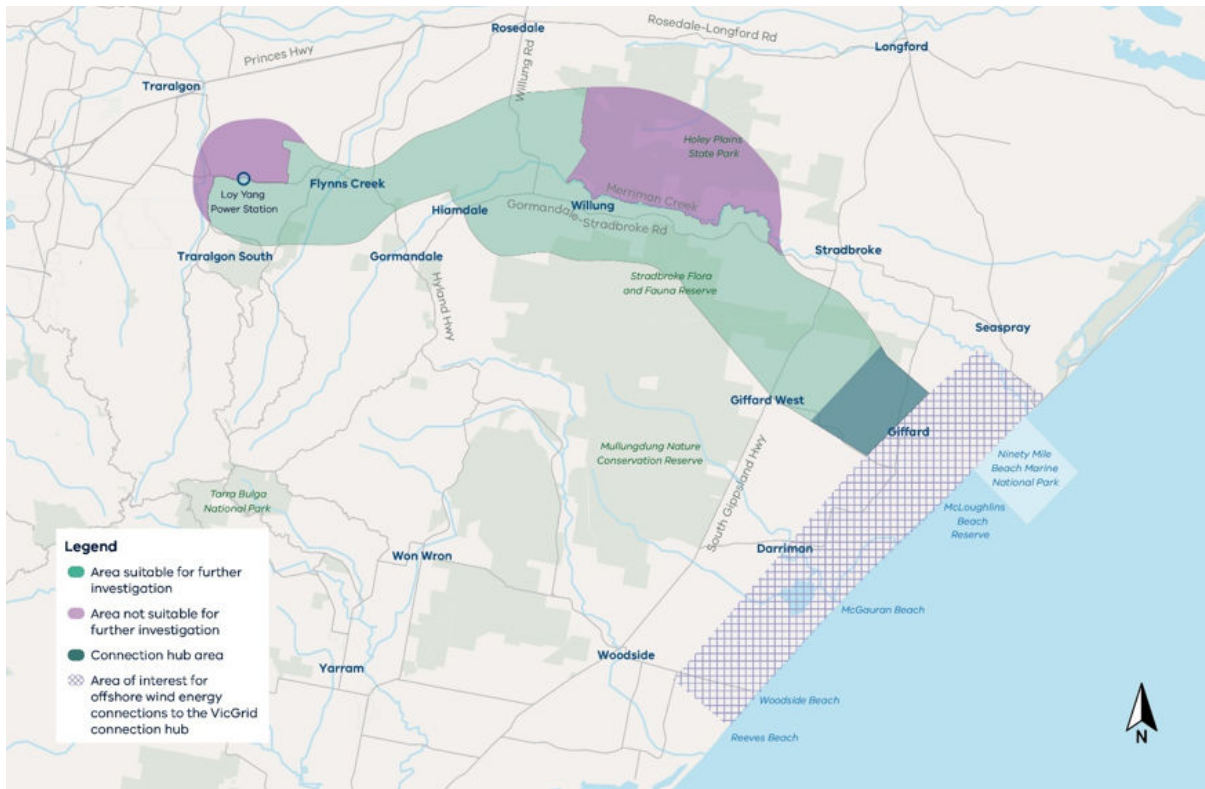 Rosedale
Rosedale-Longford Rd
Longford
Princes Hwy
Willung Rd
Traralgon
Holey Plains
State Park
Loy Yang
Power Station
Flynns Creek
Merriman Creek
Hiamdale
Willung
Gormandale-Stradbroke Rd
Traralgon South
Gormandale
Stradbroke
Stradbroke Flora
and Fauna Reserve
Hyland Hwy
Seaspray
Giffard West
Giffard
Mullungdung Nature
Conservation Reserve
Ninety Mile
Beach Marine
National Park
South Gippsland Hwy
Tarra Bulga
National Park
McLoughlins
Beach
Reserve
Darriman
Won Wron
McGauran Beach
Woodside
Yarram
Woodside Beach
Reeves Beach
Legend
Area suitable for further
investigation
Area not suitable for
further investigation
Connection hub area
Area of interest for
offshore wind energy
connections to the VicGrid
connection hub
N